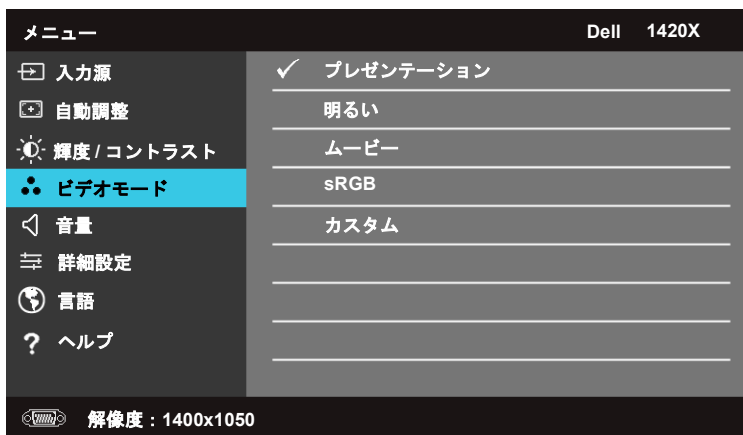 メニュー Dell 1420X
入力源
自動調整
輝度 / コントラスト
ビデオモード
音量
詳細設定
言語
? ヘルプ
プレゼンテーション
明るい
ムービー
sRGB
カスタム
解像度 : 1400x1050